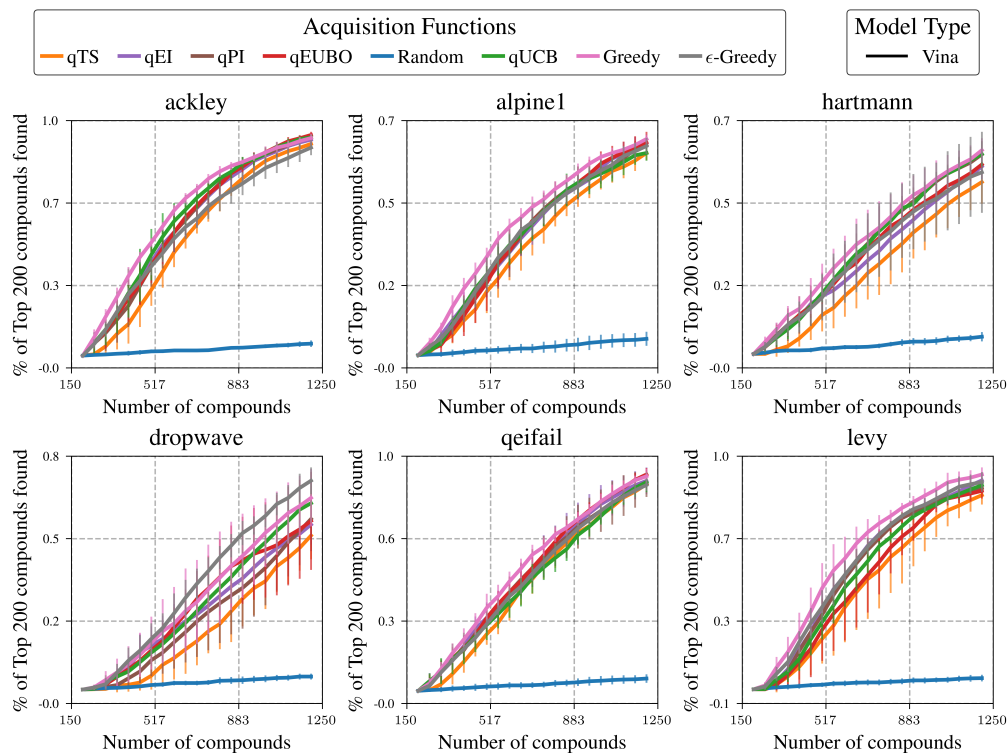 Acquisition Functions
qTS qEI qPI qEUBO Random qUCB Greedy ϵ-Greedy
Model Type
Vina
ackley
% of Top 200 compounds found
1.0
0.7
0.3
-0.0
150 517 883 1250
Number of compounds
alpine1
% of Top 200 compounds found
0.7
0.5
0.2
-0.0
150 517 883 1250
Number of compounds
hartmann
% of Top 200 compounds found
0.7
0.5
0.2
-0.0
150 517 883 1250
Number of compounds
dropwave
% of Top 200 compounds found
0.8
0.5
0.2
-0.0
150 517 883 1250
Number of compounds
qeifail
% of Top 200 compounds found
1.0
0.6
0.3
-0.0
150 517 883 1250
Number of compounds
levy
% of Top 200 compounds found
1.0
0.7
0.3
-0.1
150 517 883 1250
Number of compounds